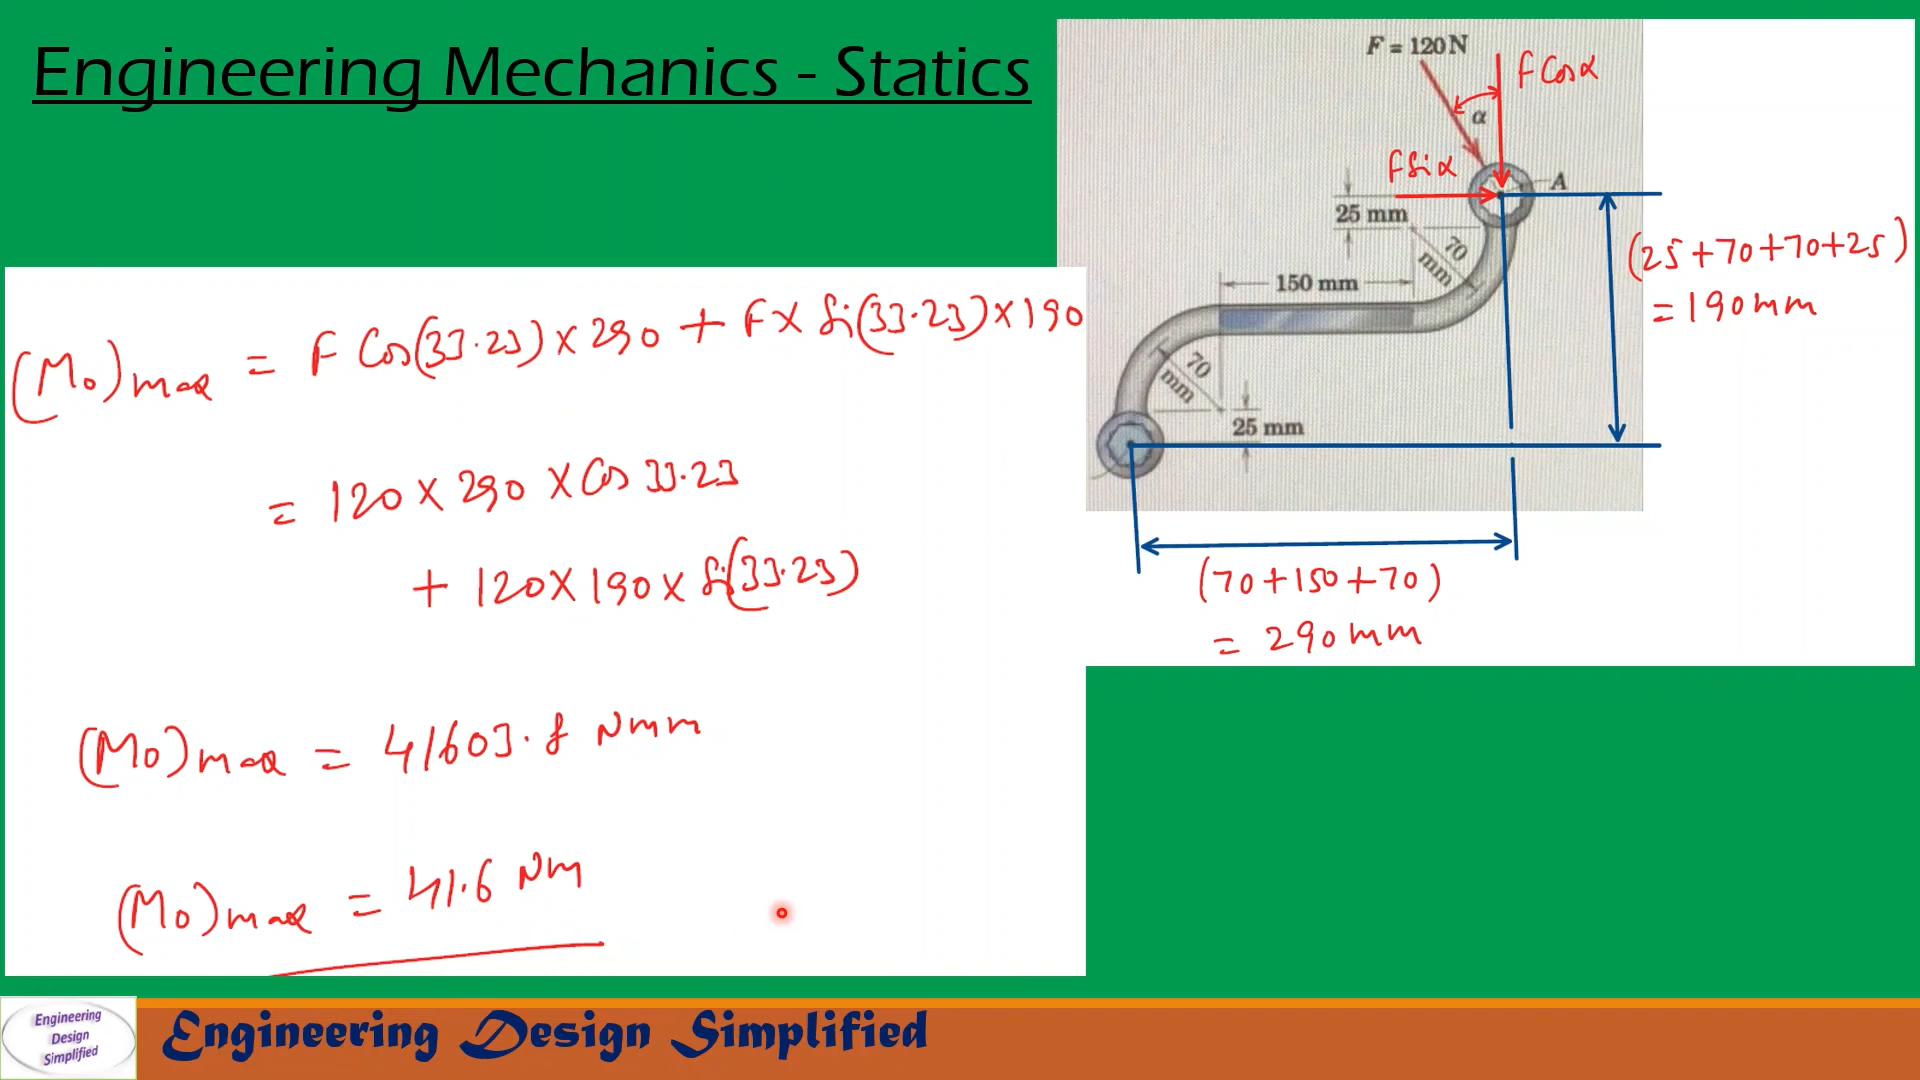 Engineering Mechanics - Statics
F = 120 N
F Cos α
α
F Sin α
A
25 mm
70 mm
150 mm
70 mm
25 mm
(25+70+70+25)
= 190 mm
(70+150+70)
= 290 mm
(Mo)max = F Cos(33.23) × 290 + F × Sin(33.23) × 190
= 120 × 290 × Cos 33.23
+ 120 × 190 × Sin(33.23)
(Mo)max = 41603.8 Nmm
(Mo)max = 41.6 Nm
Engineering
Design
Simplified
Engineering Design Simplified